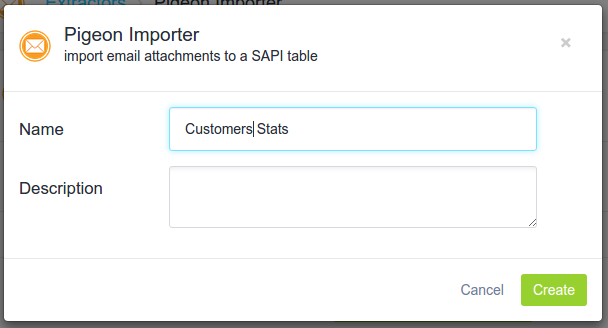 Extractors > Pigeon Importer
Pigeon Importer
import email attachments to a SAPI table
×
Name
Customers Stats
Description
Cancel
Create